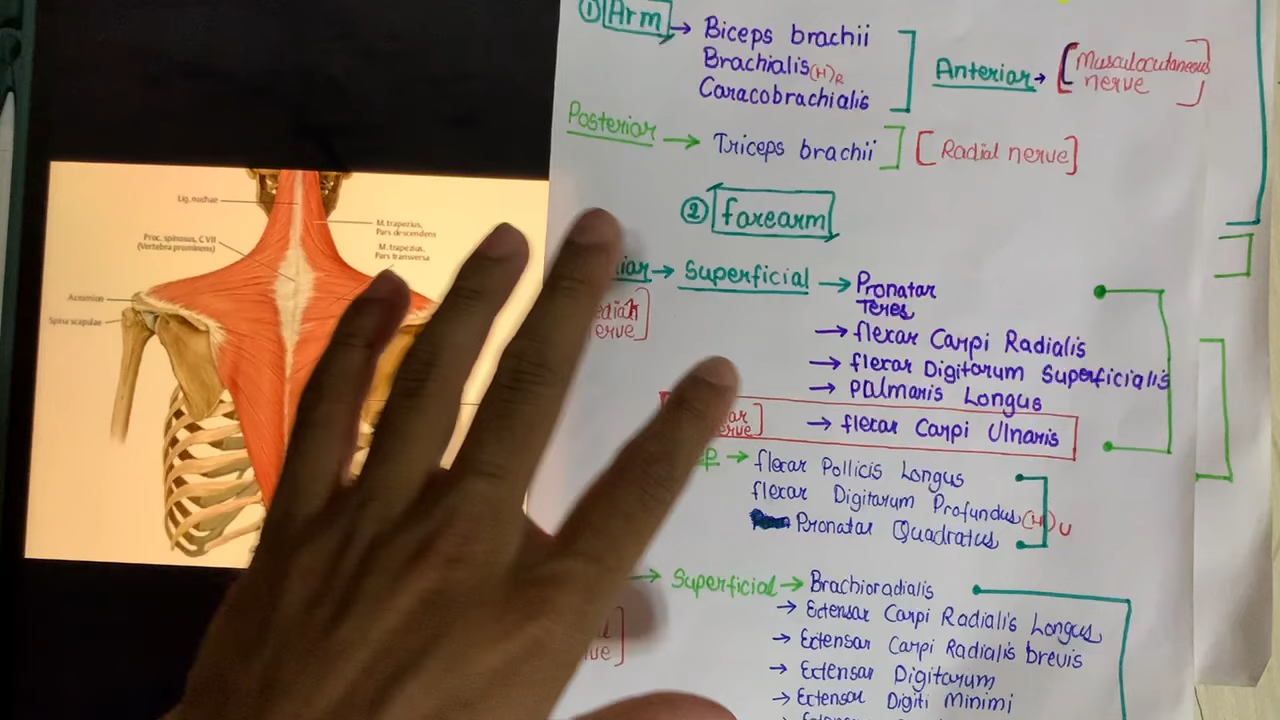 Lig. nuchae
M. trapezius,
Pars descendens
Proc. spinosus, C VII
(Vertebra prominens)
M. trapezius,
Pars transversa
Acromion
Spina scapulae
① Arm → Biceps brachii
Brachialis (H)R
Caracobrachialis
Anterior → [Musculocutaneous
nerve]
Posterior → Triceps brachii [Radial nerve]
② forearm
→ Superficial → Pronatar
Teres
→ flexar Carpi Radialis
→ flexar Digitarum Superficialis
→ Palmaris Longus
→ flexar Carpi Ulnaris
→ flexar Pollicis Longus
flexar Digitarum Profundus (H)U
Pronatar Quadratus
→ Superficial → Brachioradialis
→ Extensar Carpi Radialis Longus
→ Extensar Carpi Radialis brevis
→ Extensar Digitarum
→ Extensar Digiti Minimi